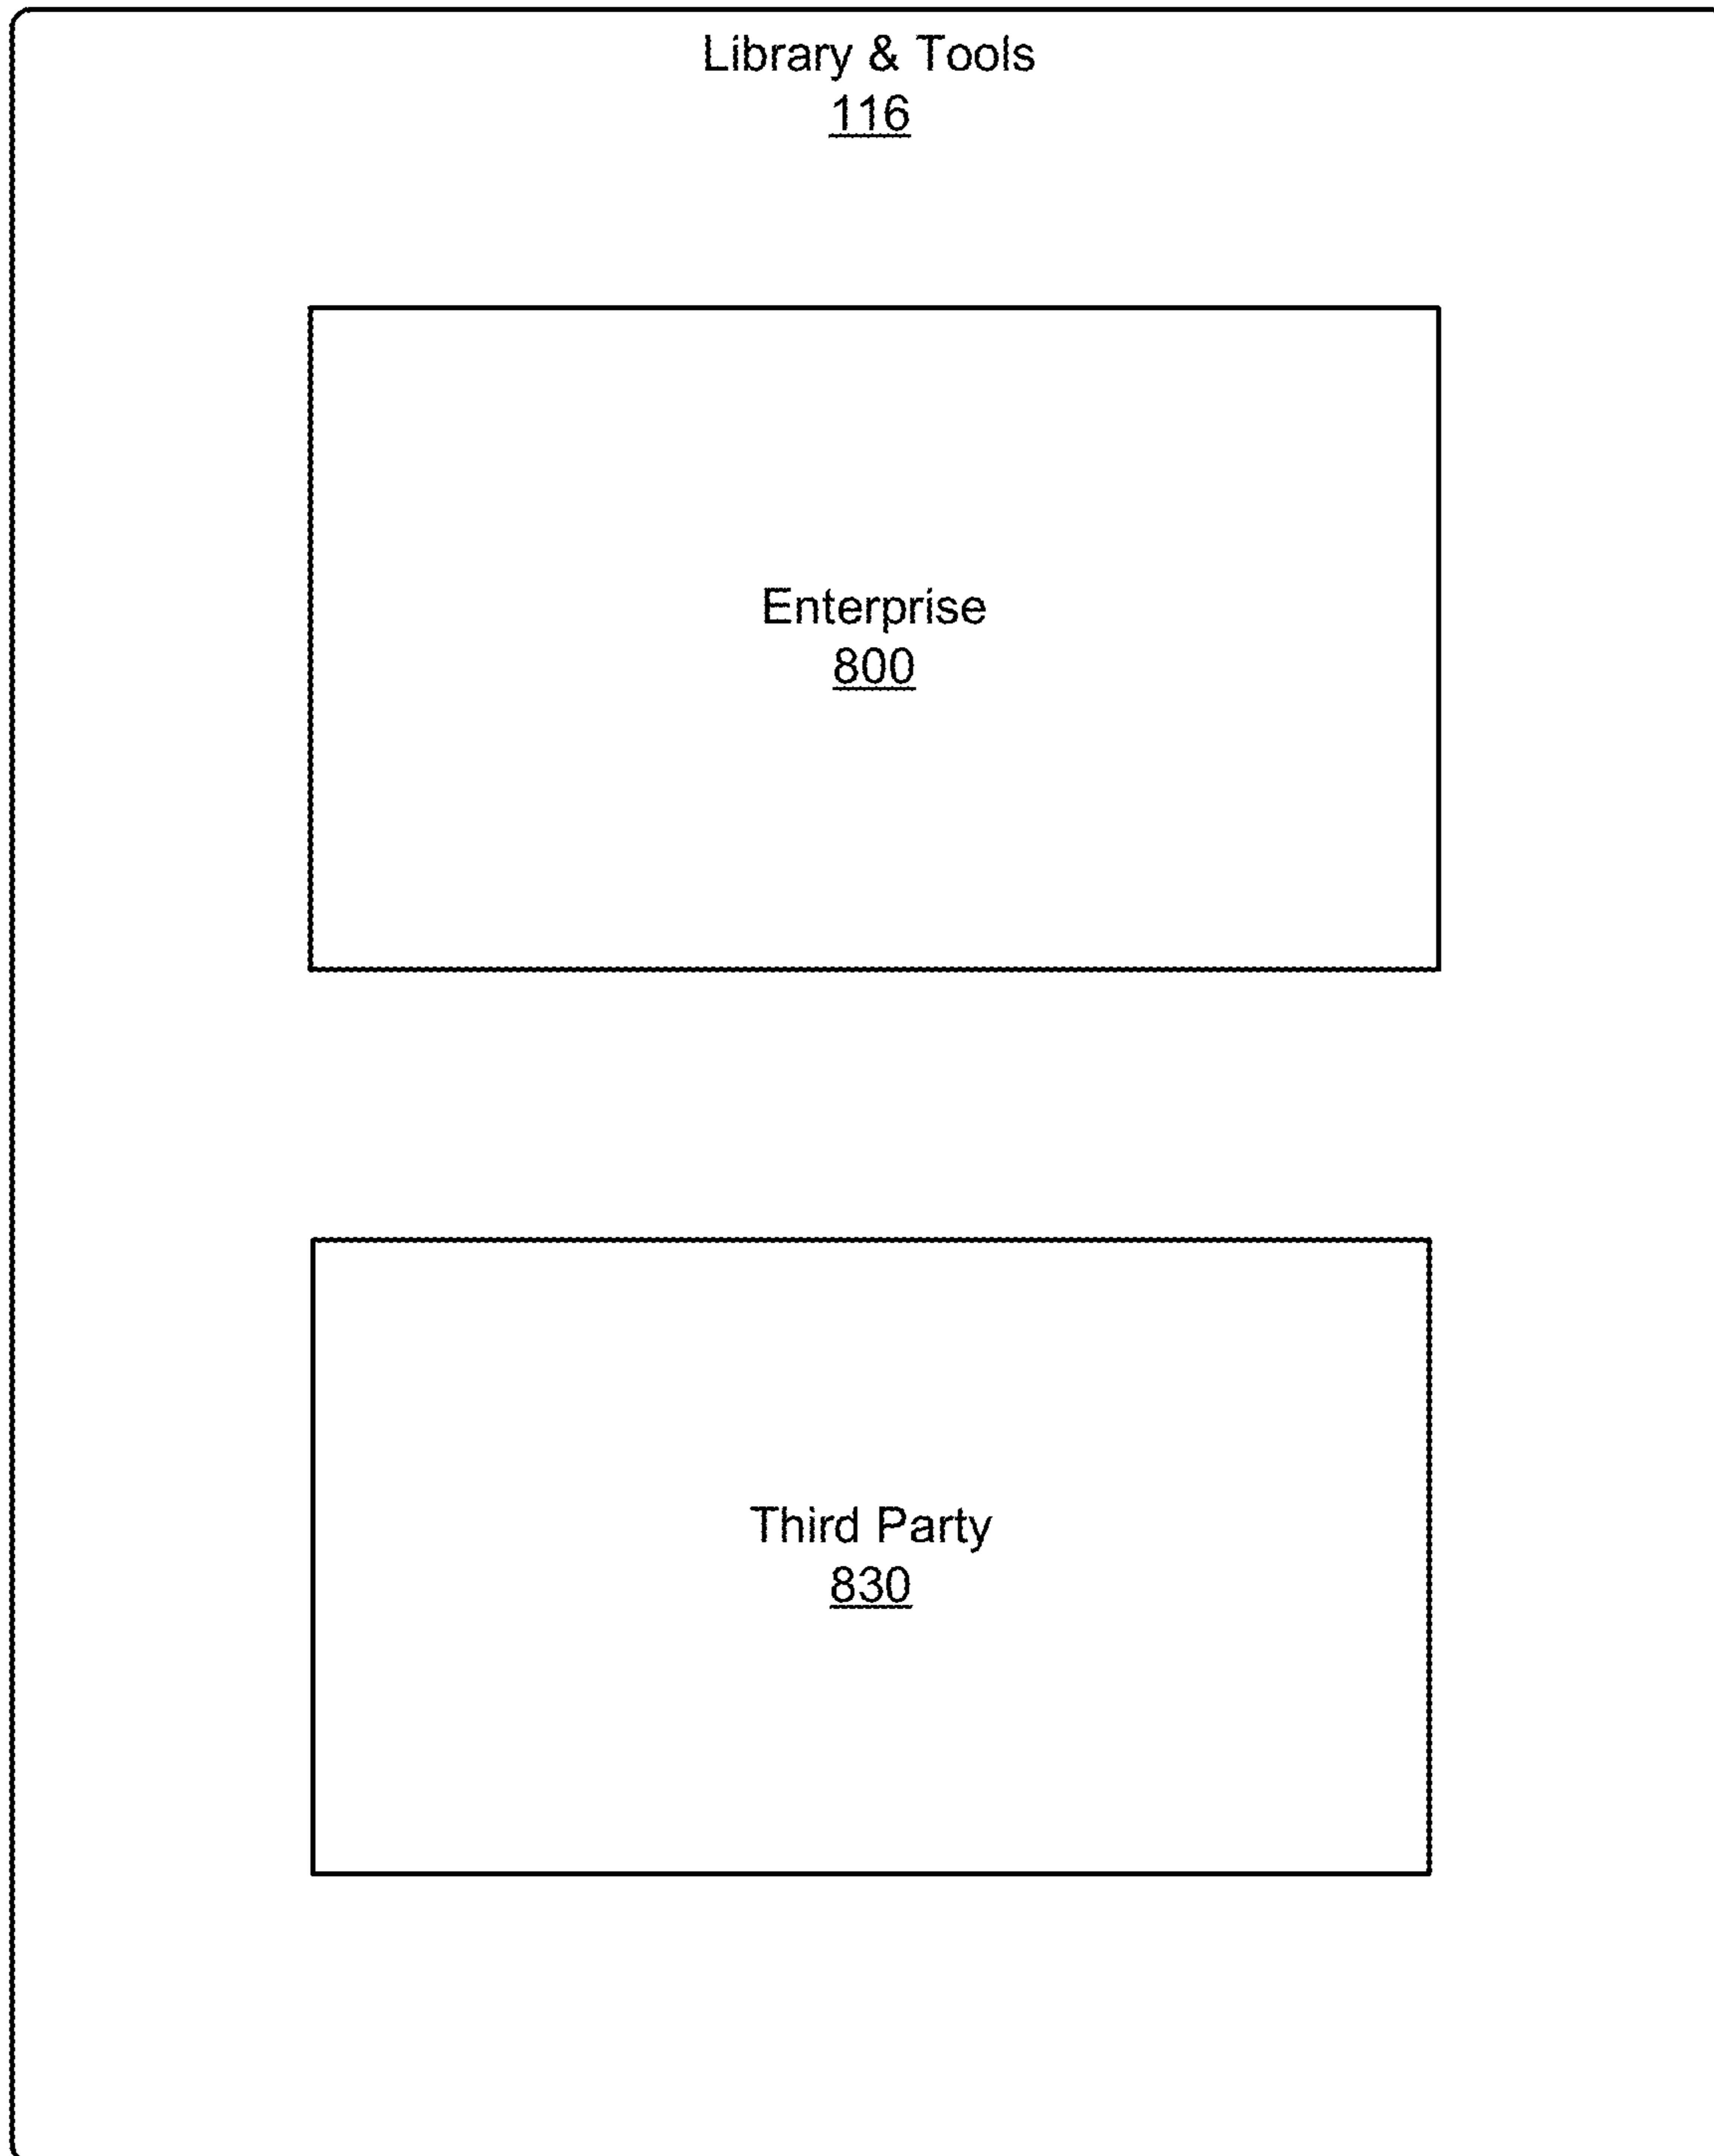 Library & Tools
116
Enterprise
800
Third Party
830